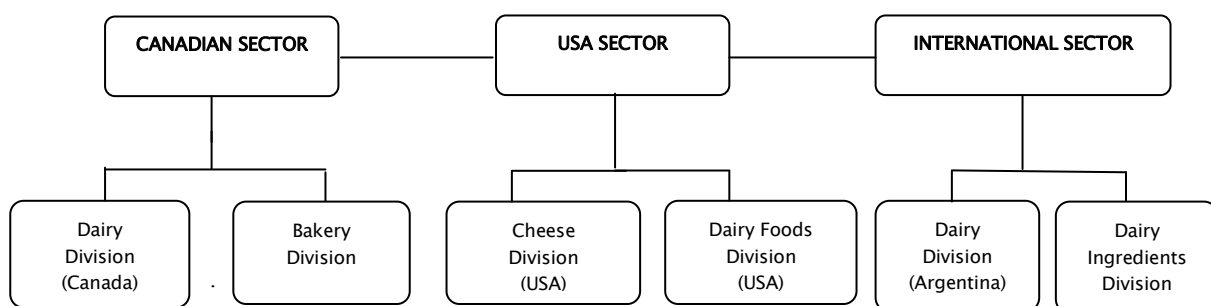 CANADIAN SECTOR
USA SECTOR
INTERNATIONAL SECTOR
Dairy
Division
(Canada)
.
Bakery
Division
Cheese
Division
(USA)
Dairy Foods
Division
(USA)
Dairy
Division
(Argentina)
Dairy
Ingredients
Division